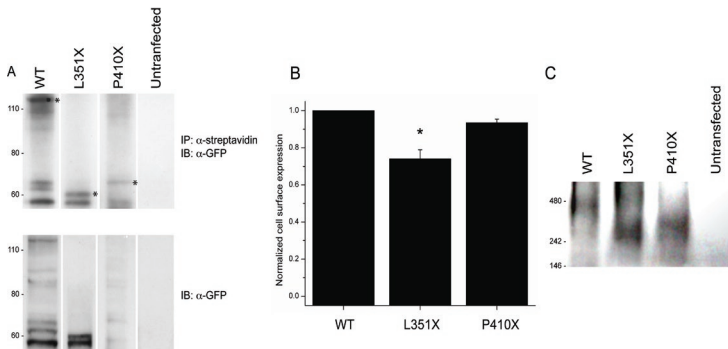 A
WT
L351X
P410X
Untranfected
110 -
*
80 -
*
*
60 -
IP: α-streptavidin
IB: α-GFP
110 -
80 -
60 -
IB: α-GFP
B
Normalized cell surface expression
1.0
0.8
0.6
0.4
0.2
0.0
*
WT
L351X
P410X
C
WT
L351X
P410X
Untransfected
480 -
242 -
146 -